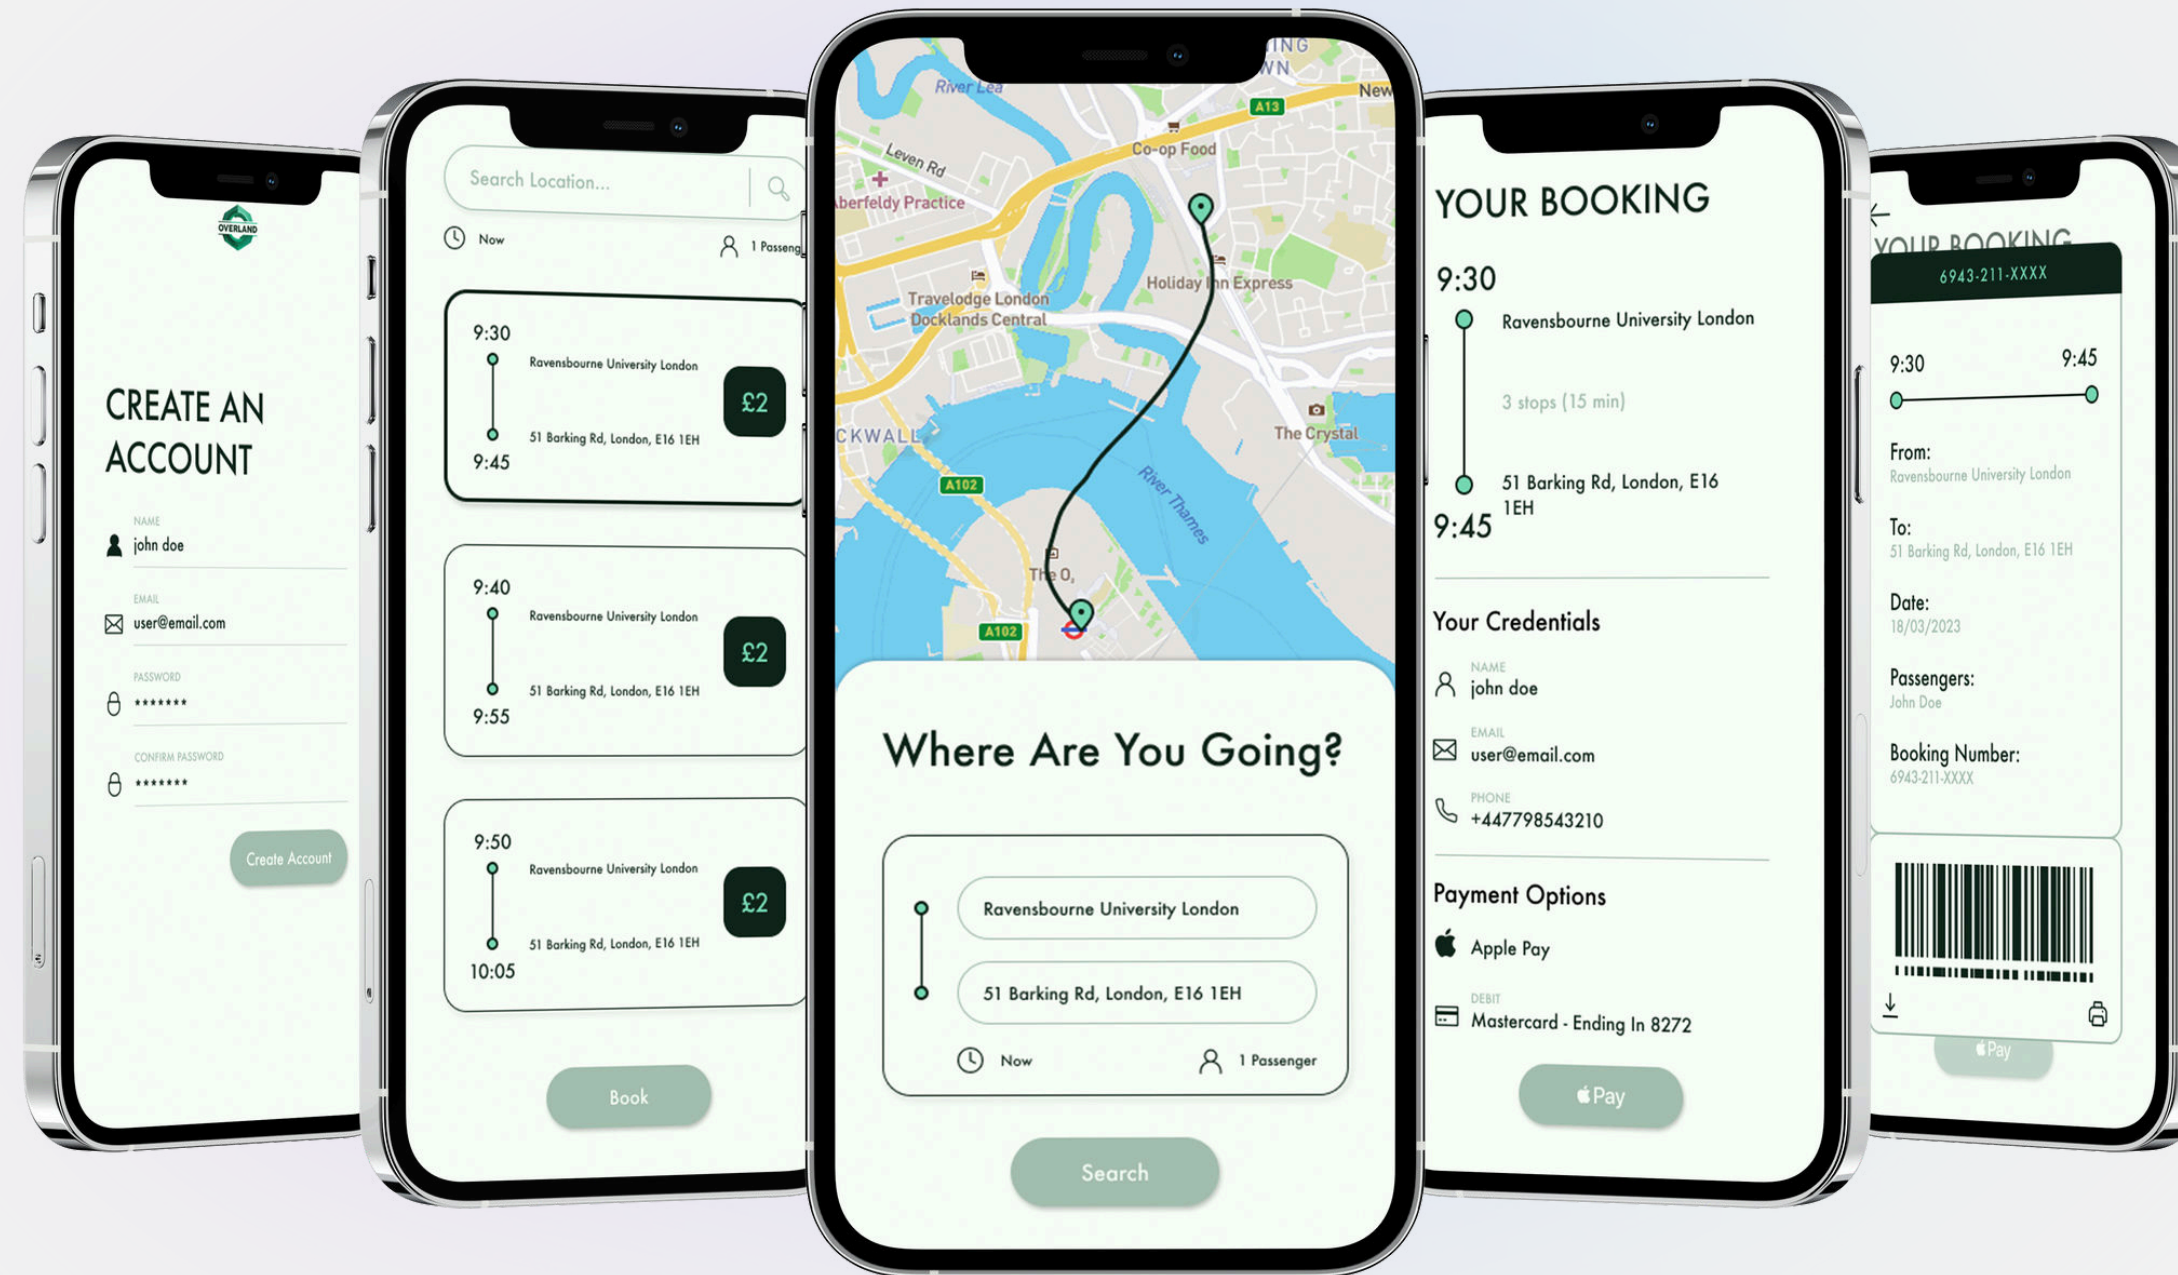 OVERLAND
CREATE AN
ACCOUNT
NAME
john doe
EMAIL
user@email.com
PASSWORD
*******
CONFIRM PASSWORD
*******
Create Account
Search Location...
Now
1 Passeng
9:30
Ravensbourne University London
£2
51 Barking Rd, London, E16 1EH
9:45
9:40
Ravensbourne University London
£2
51 Barking Rd, London, E16 1EH
9:55
9:50
Ravensbourne University London
£2
51 Barking Rd, London, E16 1EH
10:05
Book
ING
WN
River Lea
New
A13
Leven Rd
Co-op Food
berfeldy Practice
Holiday Inn Express
Travelodge London
Docklands Central
CKWALL
The Crystal
A102
River Thames
The O₂
A102
Where Are You Going?
Ravensbourne University London
51 Barking Rd, London, E16 1EH
Now
1 Passenger
Search
YOUR BOOKING
9:30
Ravensbourne University London
3 stops (15 min)
51 Barking Rd, London, E16
1EH
9:45
Your Credentials
NAME
john doe
EMAIL
user@email.com
PHONE
+447798543210
Payment Options
Apple Pay
DEBIT
Mastercard - Ending In 8272
Pay
YOUR BOOKING
6943-211-XXXX
9:30
9:45
From:
Ravensbourne University London
To:
51 Barking Rd, London, E16 1EH
Date:
18/03/2023
Passengers:
John Doe
Booking Number:
6943-211-XXXX
Pay